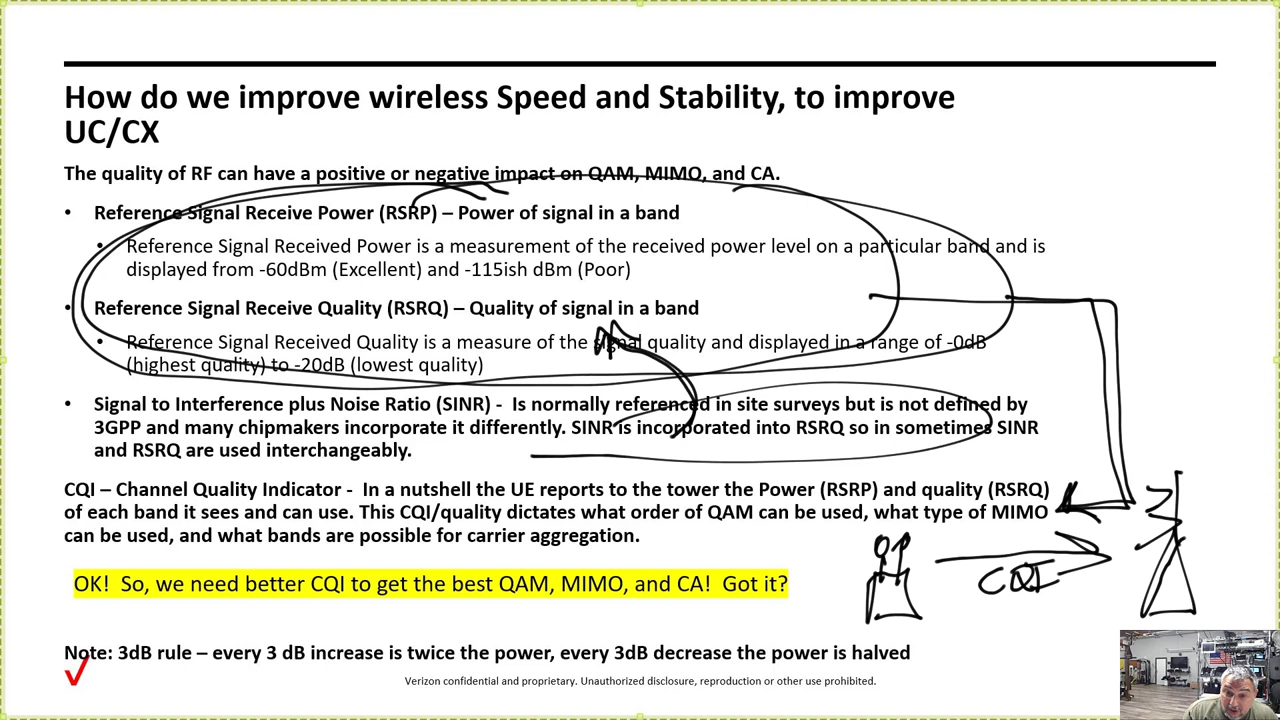 How do we improve wireless Speed and Stability, to improve
UC/CX
The quality of RF can have a positive or negative impact on QAM, MIMO, and CA.
• Reference Signal Receive Power (RSRP) – Power of signal in a band
• Reference Signal Received Power is a measurement of the received power level on a particular band and is
displayed from -60dBm (Excellent) and -115ish dBm (Poor)
• Reference Signal Receive Quality (RSRQ) – Quality of signal in a band
• Reference Signal Received Quality is a measure of the signal quality and displayed in a range of -0dB
(highest quality) to -20dB (lowest quality)
• Signal to Interference plus Noise Ratio (SINR) - Is normally referenced in site surveys but is not defined by
3GPP and many chipmakers incorporate it differently. SINR is incorporated into RSRQ so in sometimes SINR
and RSRQ are used interchangeably.
CQI – Channel Quality Indicator - In a nutshell the UE reports to the tower the Power (RSRP) and quality (RSRQ)
of each band it sees and can use. This CQI/quality dictates what order of QAM can be used, what type of MIMO
can be used, and what bands are possible for carrier aggregation.
CQI
OK! So, we need better CQI to get the best QAM, MIMO, and CA! Got it?
Note: 3dB rule – every 3 dB increase is twice the power, every 3dB decrease the power is halved
Verizon confidential and proprietary. Unauthorized disclosure, reproduction or other use prohibited.